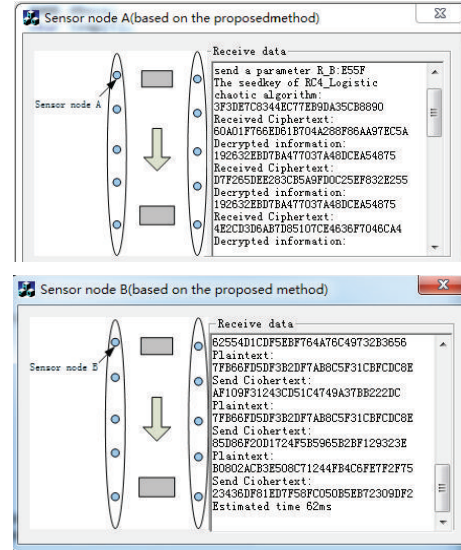 Sensor node A(based on the proposedmethod)
Receive data
Sensor node A
send a parameter R_B:E55F
The seedkey of RC4_Logistic
chaotic algorithm:
3F3DE7C8344EC77EB9DA35CB8890
Received Ciphertext:
60A01F766ED61B704A288F86AA97EC5A
Decrypted information:
192632EBD7BA477037A48DCEA54875
Received Ciphertext:
D7F265DEE283CB5A9FD0C25EF832E255
Decrypted information:
192632EBD7BA477037A48DCEA54875
Received Ciphertext:
4E2CD3D6AB7D85107CE4636F7046CA4
Decrypted information:
Sensor node B(based on the proposed method)
Receive data
Sensor node B
62554D1CDF5EBF764A76C49732B3656
Plaintext:
7FB66FD5DF3B2DF7AB8C5F31CBFCDC8E
Send Ciohertext:
AF109F31243CD51C4749A37BB222DC
Plaintext:
7FB66FD5DF3B2DF7AB8C5F31CBFCDC8E
Send Ciohertext:
85D86F20D1724F5B5965B2BF129323E
Plaintext:
B0802ACB3E508C71244FB4C6FE7F2F75
Send Ciohertext:
23436DF81ED7F58FC050B5EB72309DF2
Estimated time 62ms